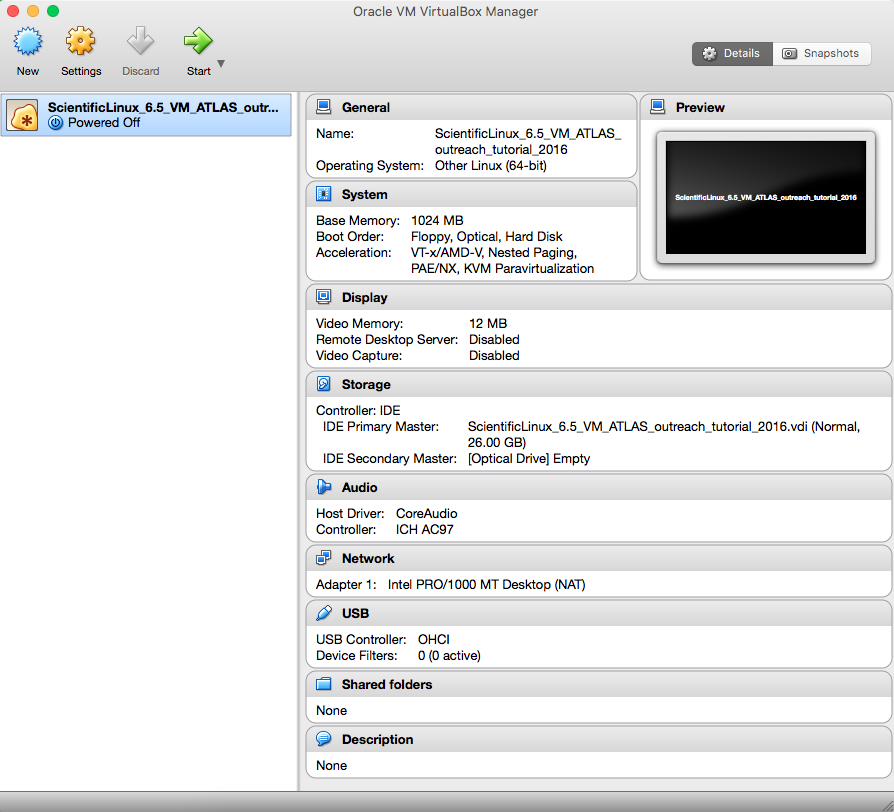 Oracle VM VirtualBox Manager
New
Settings
Discard
Start
Details
Snapshots
ScientificLinux_6.5_VM_ATLAS_outr...
Powered Off
General
Name: ScientificLinux_6.5_VM_ATLAS_
outreach_tutorial_2016
Operating System: Other Linux (64-bit)
Preview
ScientificLinux_6.5_VM_ATLAS_outreach_tutorial_2016
System
Base Memory: 1024 MB
Boot Order: Floppy, Optical, Hard Disk
Acceleration: VT-x/AMD-V, Nested Paging,
PAE/NX, KVM Paravirtualization
Display
Video Memory: 12 MB
Remote Desktop Server: Disabled
Video Capture: Disabled
Storage
Controller: IDE
IDE Primary Master: ScientificLinux_6.5_VM_ATLAS_outreach_tutorial_2016.vdi (Normal,
26.00 GB)
IDE Secondary Master: [Optical Drive] Empty
Audio
Host Driver: CoreAudio
Controller: ICH AC97
Network
Adapter 1: Intel PRO/1000 MT Desktop (NAT)
USB
USB Controller: OHCI
Device Filters: 0 (0 active)
Shared folders
None
Description
None